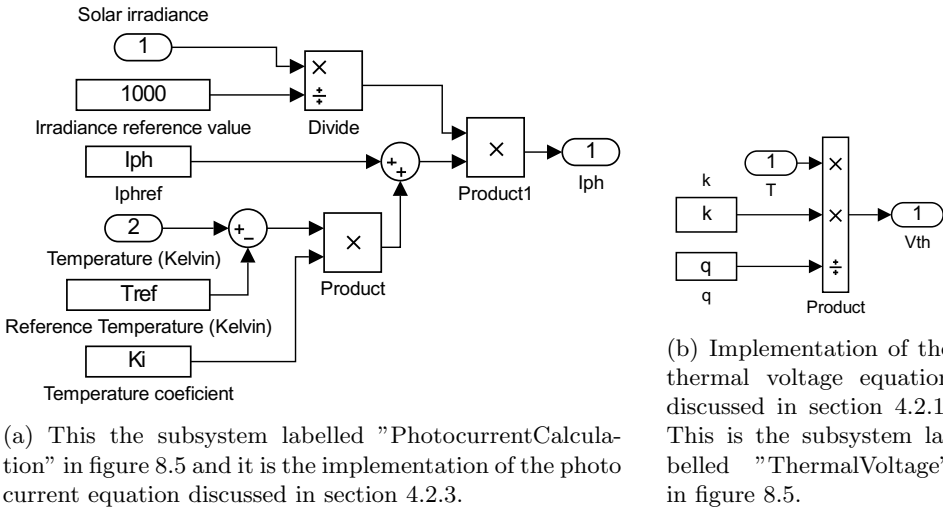 Solar irradiance
1
×
÷
1000
Irradiance reference value
Divide
Iph
Iphref
+
+
×
Product1
1
Iph
2
Temperature (Kelvin)
+
−
×
Product
Tref
Reference Temperature (Kelvin)
Ki
Temperature coeficient
(a) This the subsystem labelled ”PhotocurrentCalcula-
tion” in figure 8.5 and it is the implementation of the photo
current equation discussed in section 4.2.3.
1
T
k
k
q
q
×
×
÷
Product
1
Vth
(b) Implementation of the
thermal voltage equation
discussed in section 4.2.1
This is the subsystem la-
belled ”ThermalVoltage”
in figure 8.5.